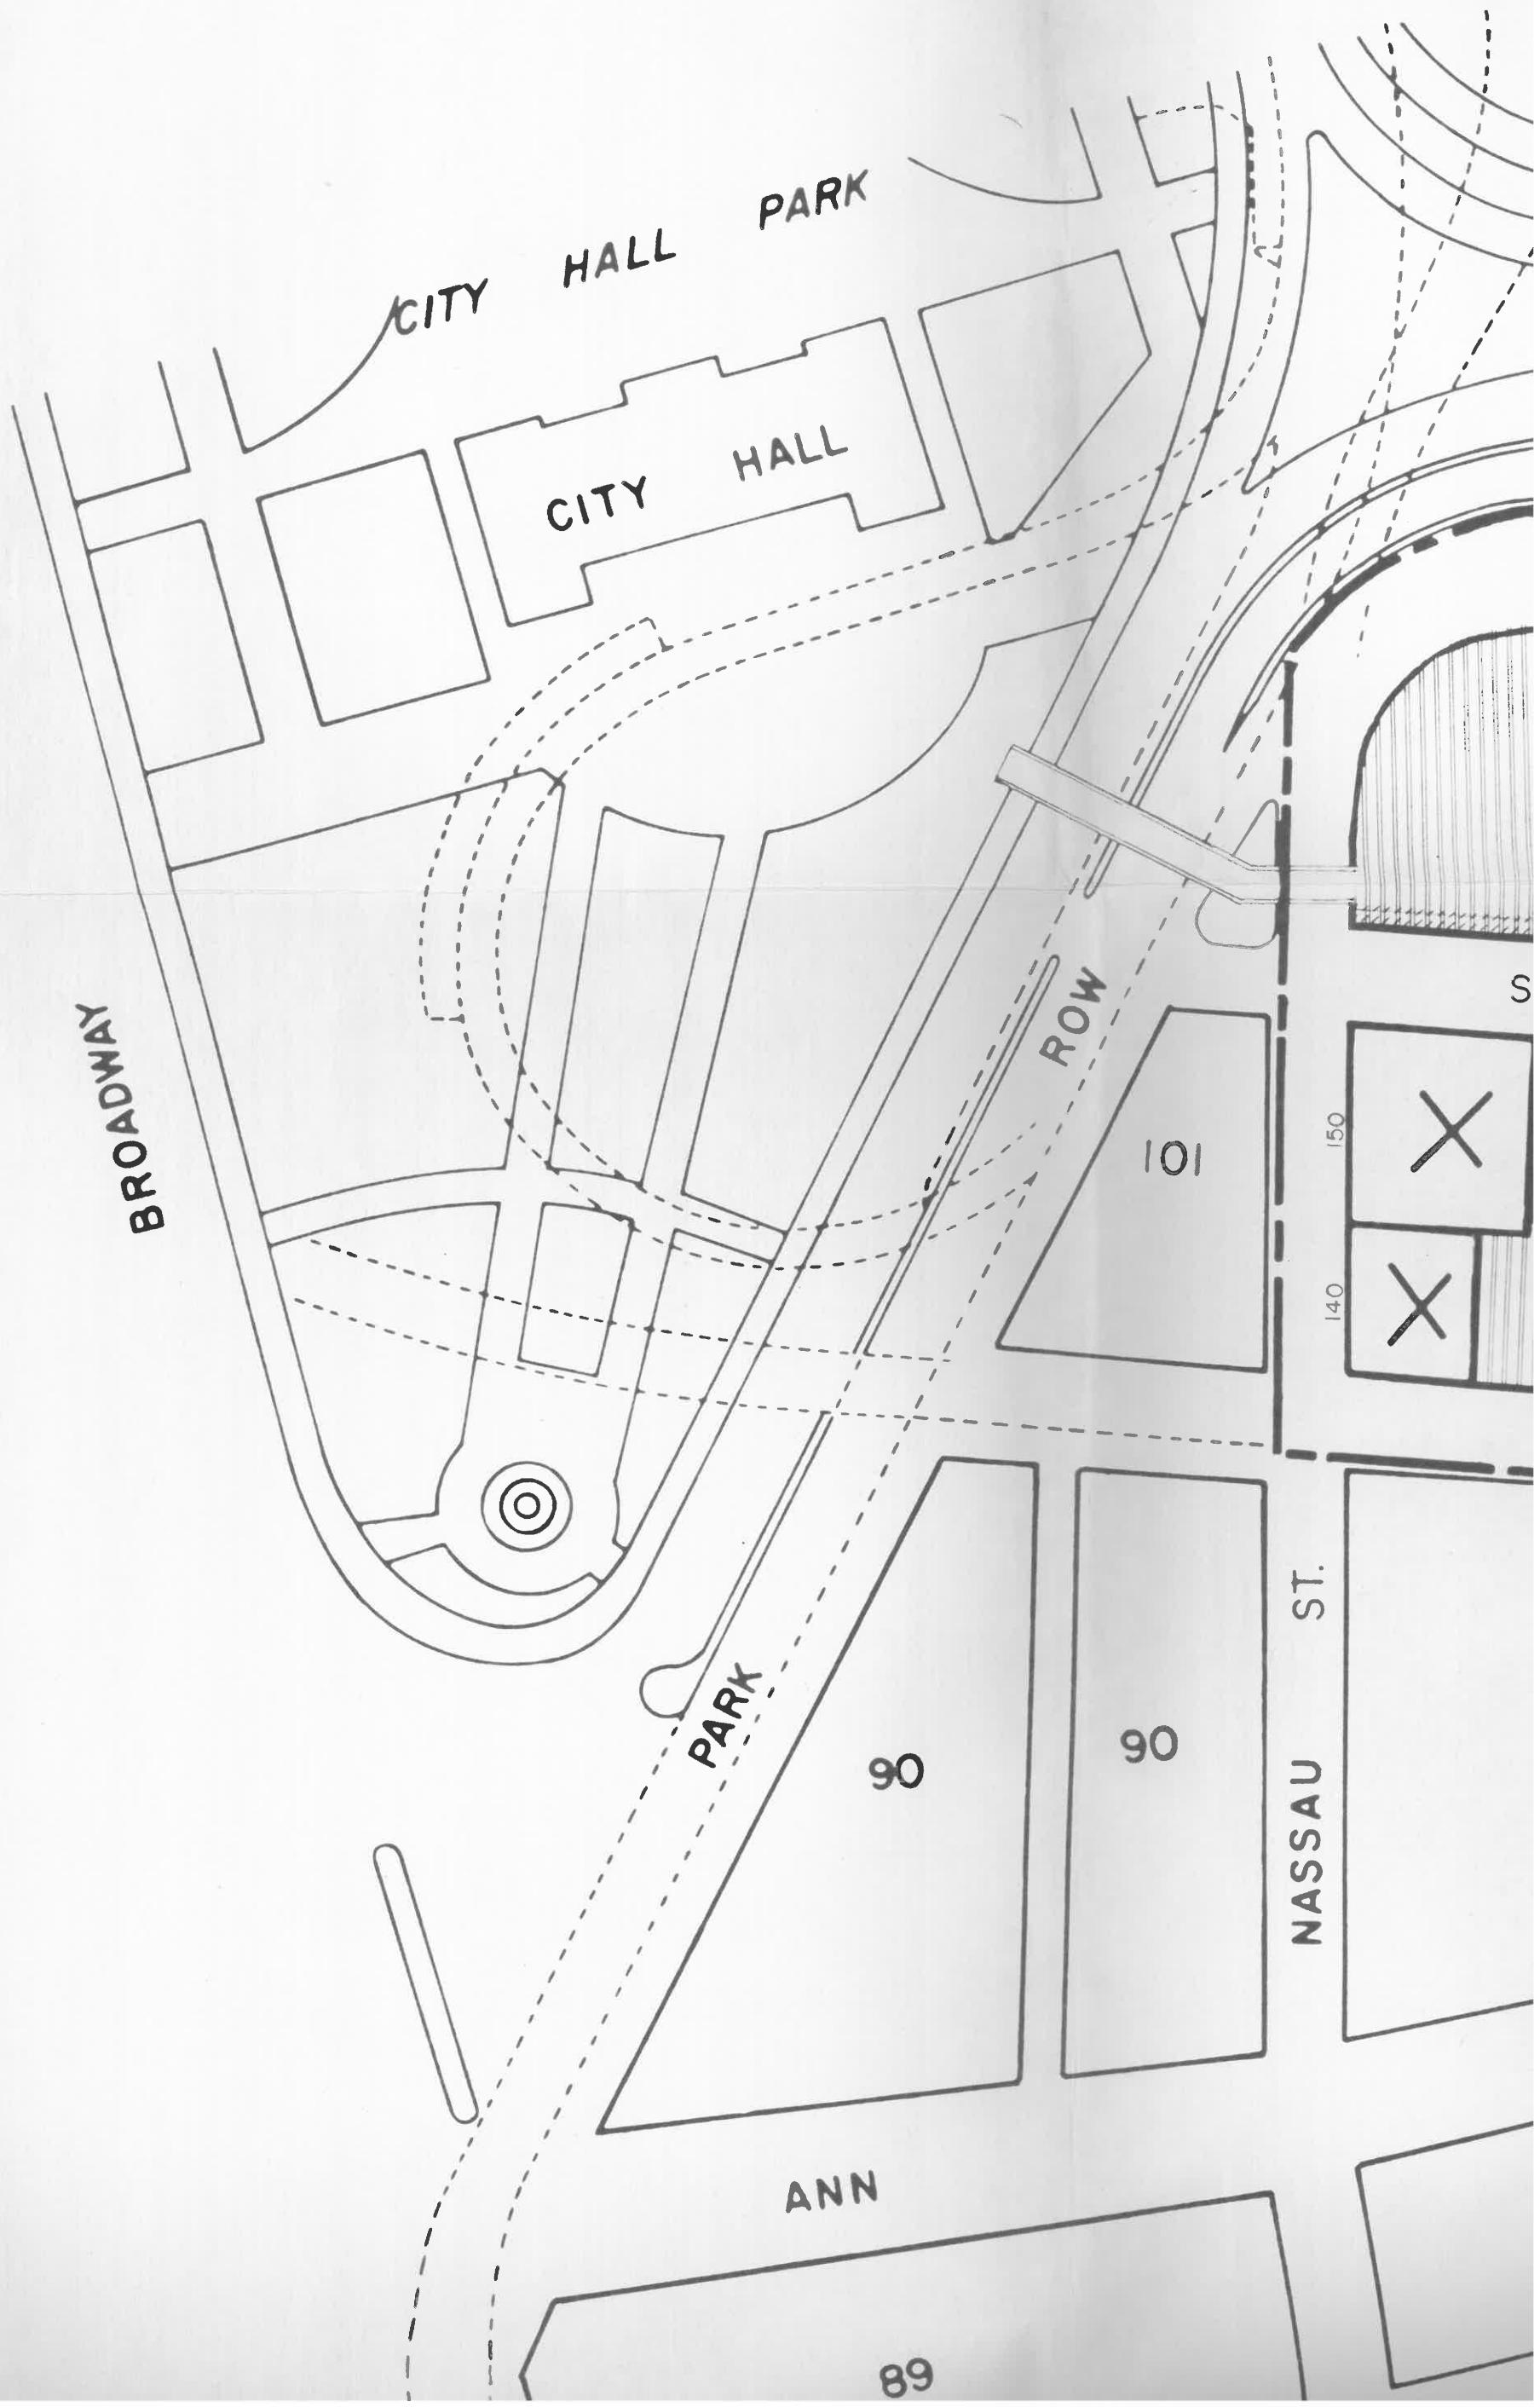 CITY HALL PARK
CITY HALL
BROADWAY
PARK ROW
S
101
150
140
90
90
NASSAU ST.
ANN
89